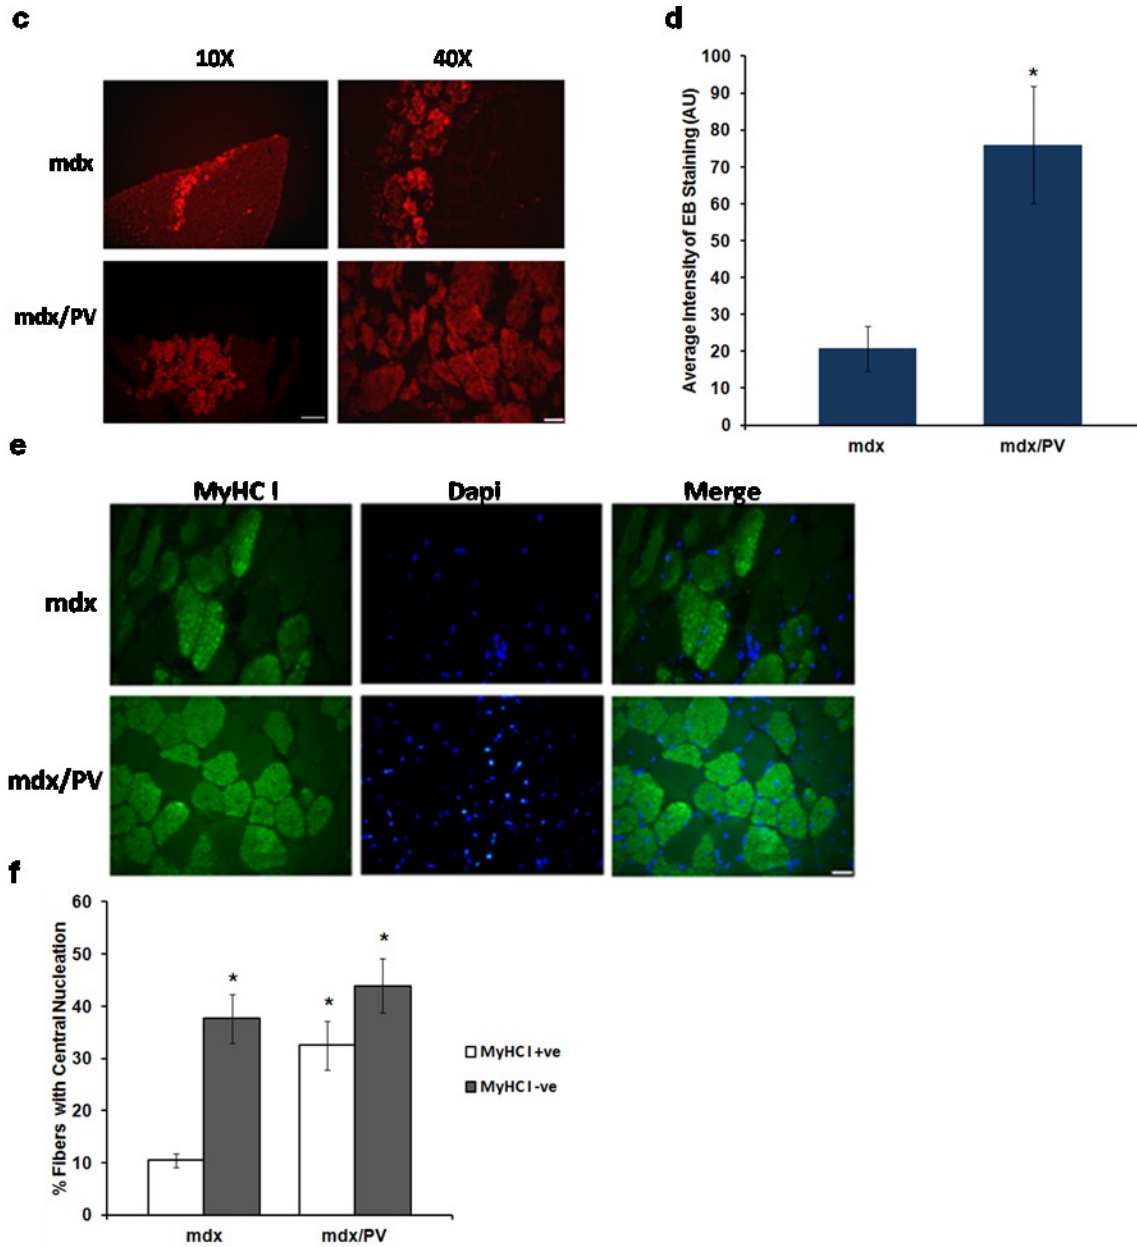 c
10X 40X
mdx
mdx/PV
d
Average Intensity of EB Staining (AU)
100
90
80
70
60
50
40
30
20
10
0
*
mdx mdx/PV
e
MyHC I Dapi Merge
mdx
mdx/PV
f
% Fibers with Central Nucleation
60
50
40
30
20
10
0
* * *
MyHC I +ve
MyHC I -ve
mdx mdx/PV